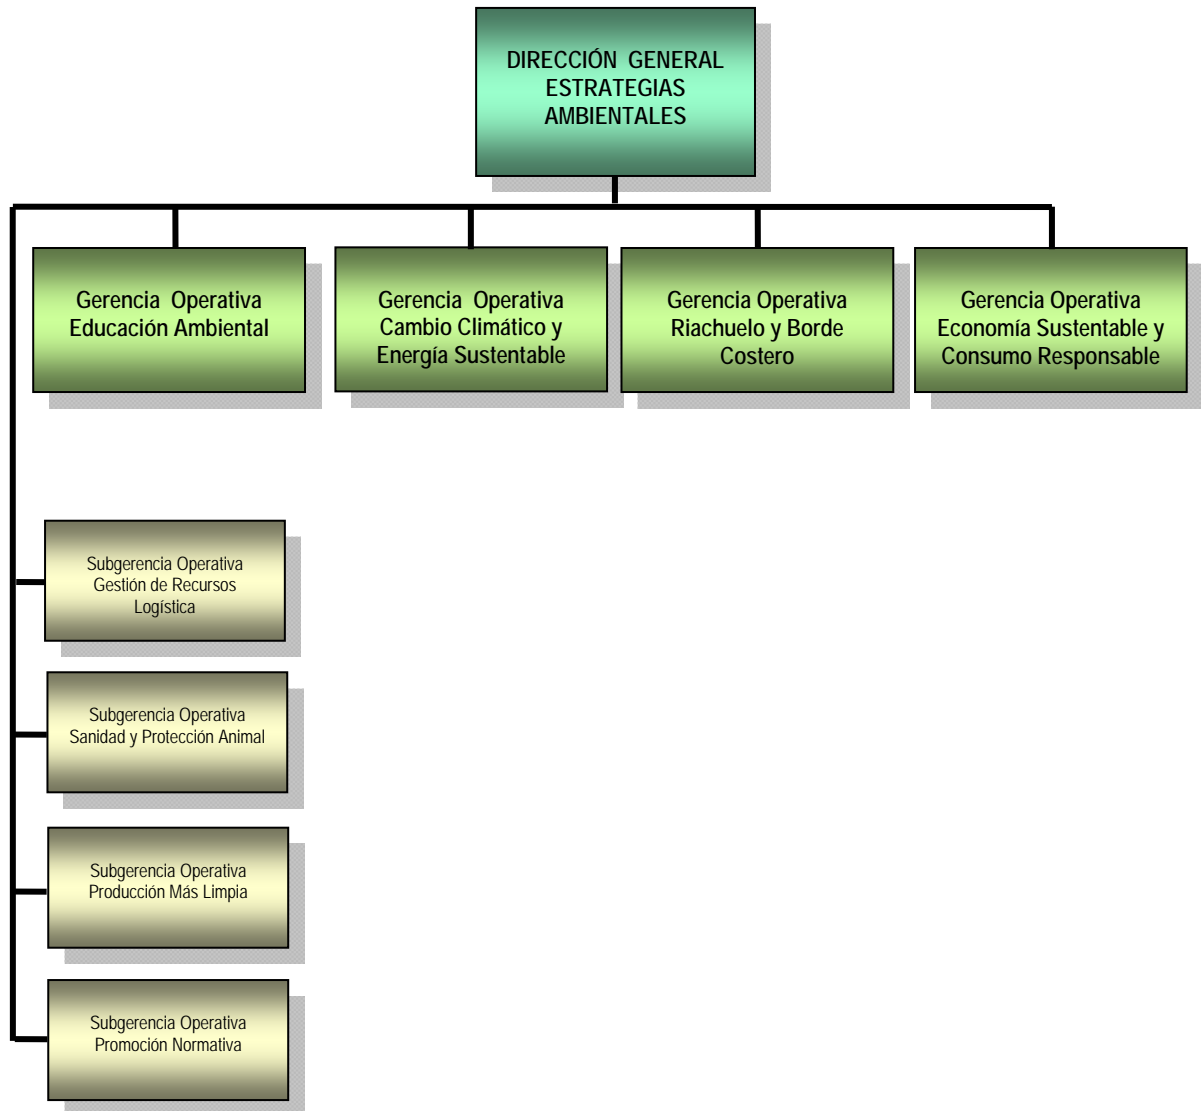 DIRECCIÓN GENERAL
ESTRATEGIAS
AMBIENTALES
Gerencia Operativa
Educación Ambiental
Gerencia Operativa
Cambio Climático y
Energía Sustentable
Gerencia Operativa
Riachuelo y Borde
Costero
Gerencia Operativa
Economía Sustentable y
Consumo Responsable
Subgerencia Operativa
Gestión de Recursos
Logística
Subgerencia Operativa
Sanidad y Protección Animal
Subgerencia Operativa
Producción Más Limpia
Subgerencia Operativa
Promoción Normativa